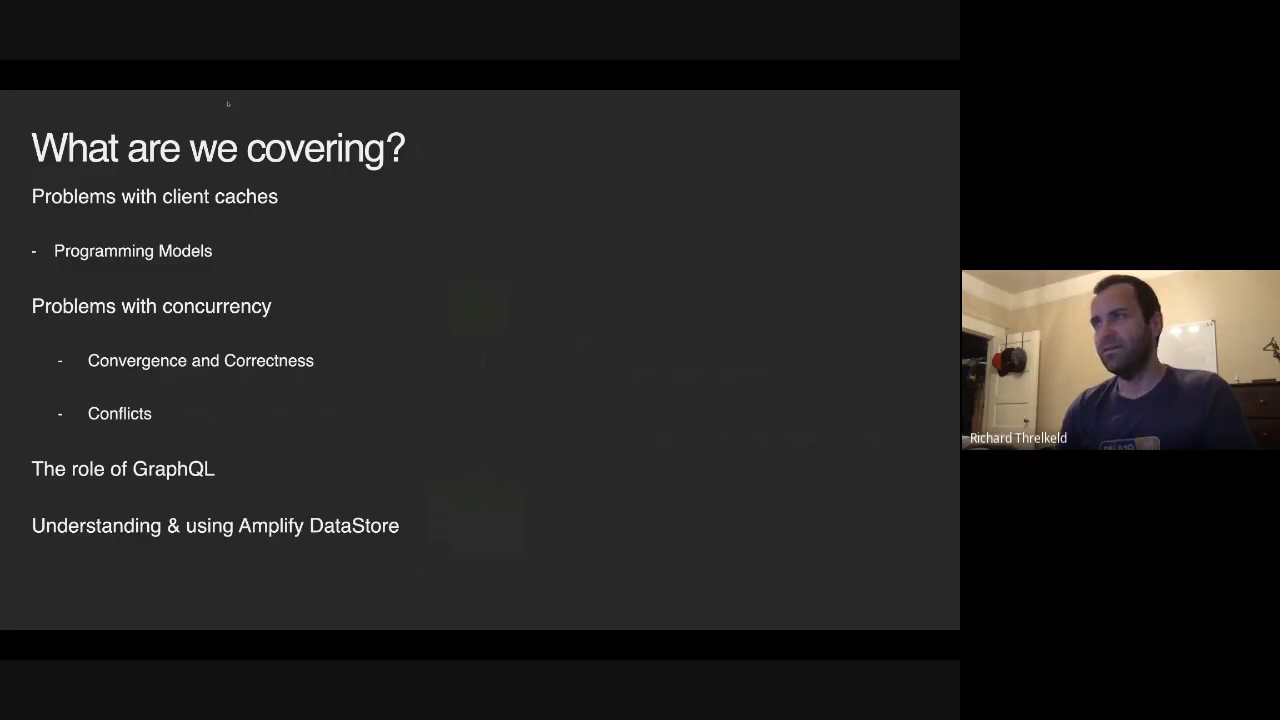 What are we covering?
Problems with client caches
- Programming Models
Problems with concurrency
- Convergence and Correctness
- Conflicts
The role of GraphQL
Understanding & using Amplify DataStore
Richard Threlkeld